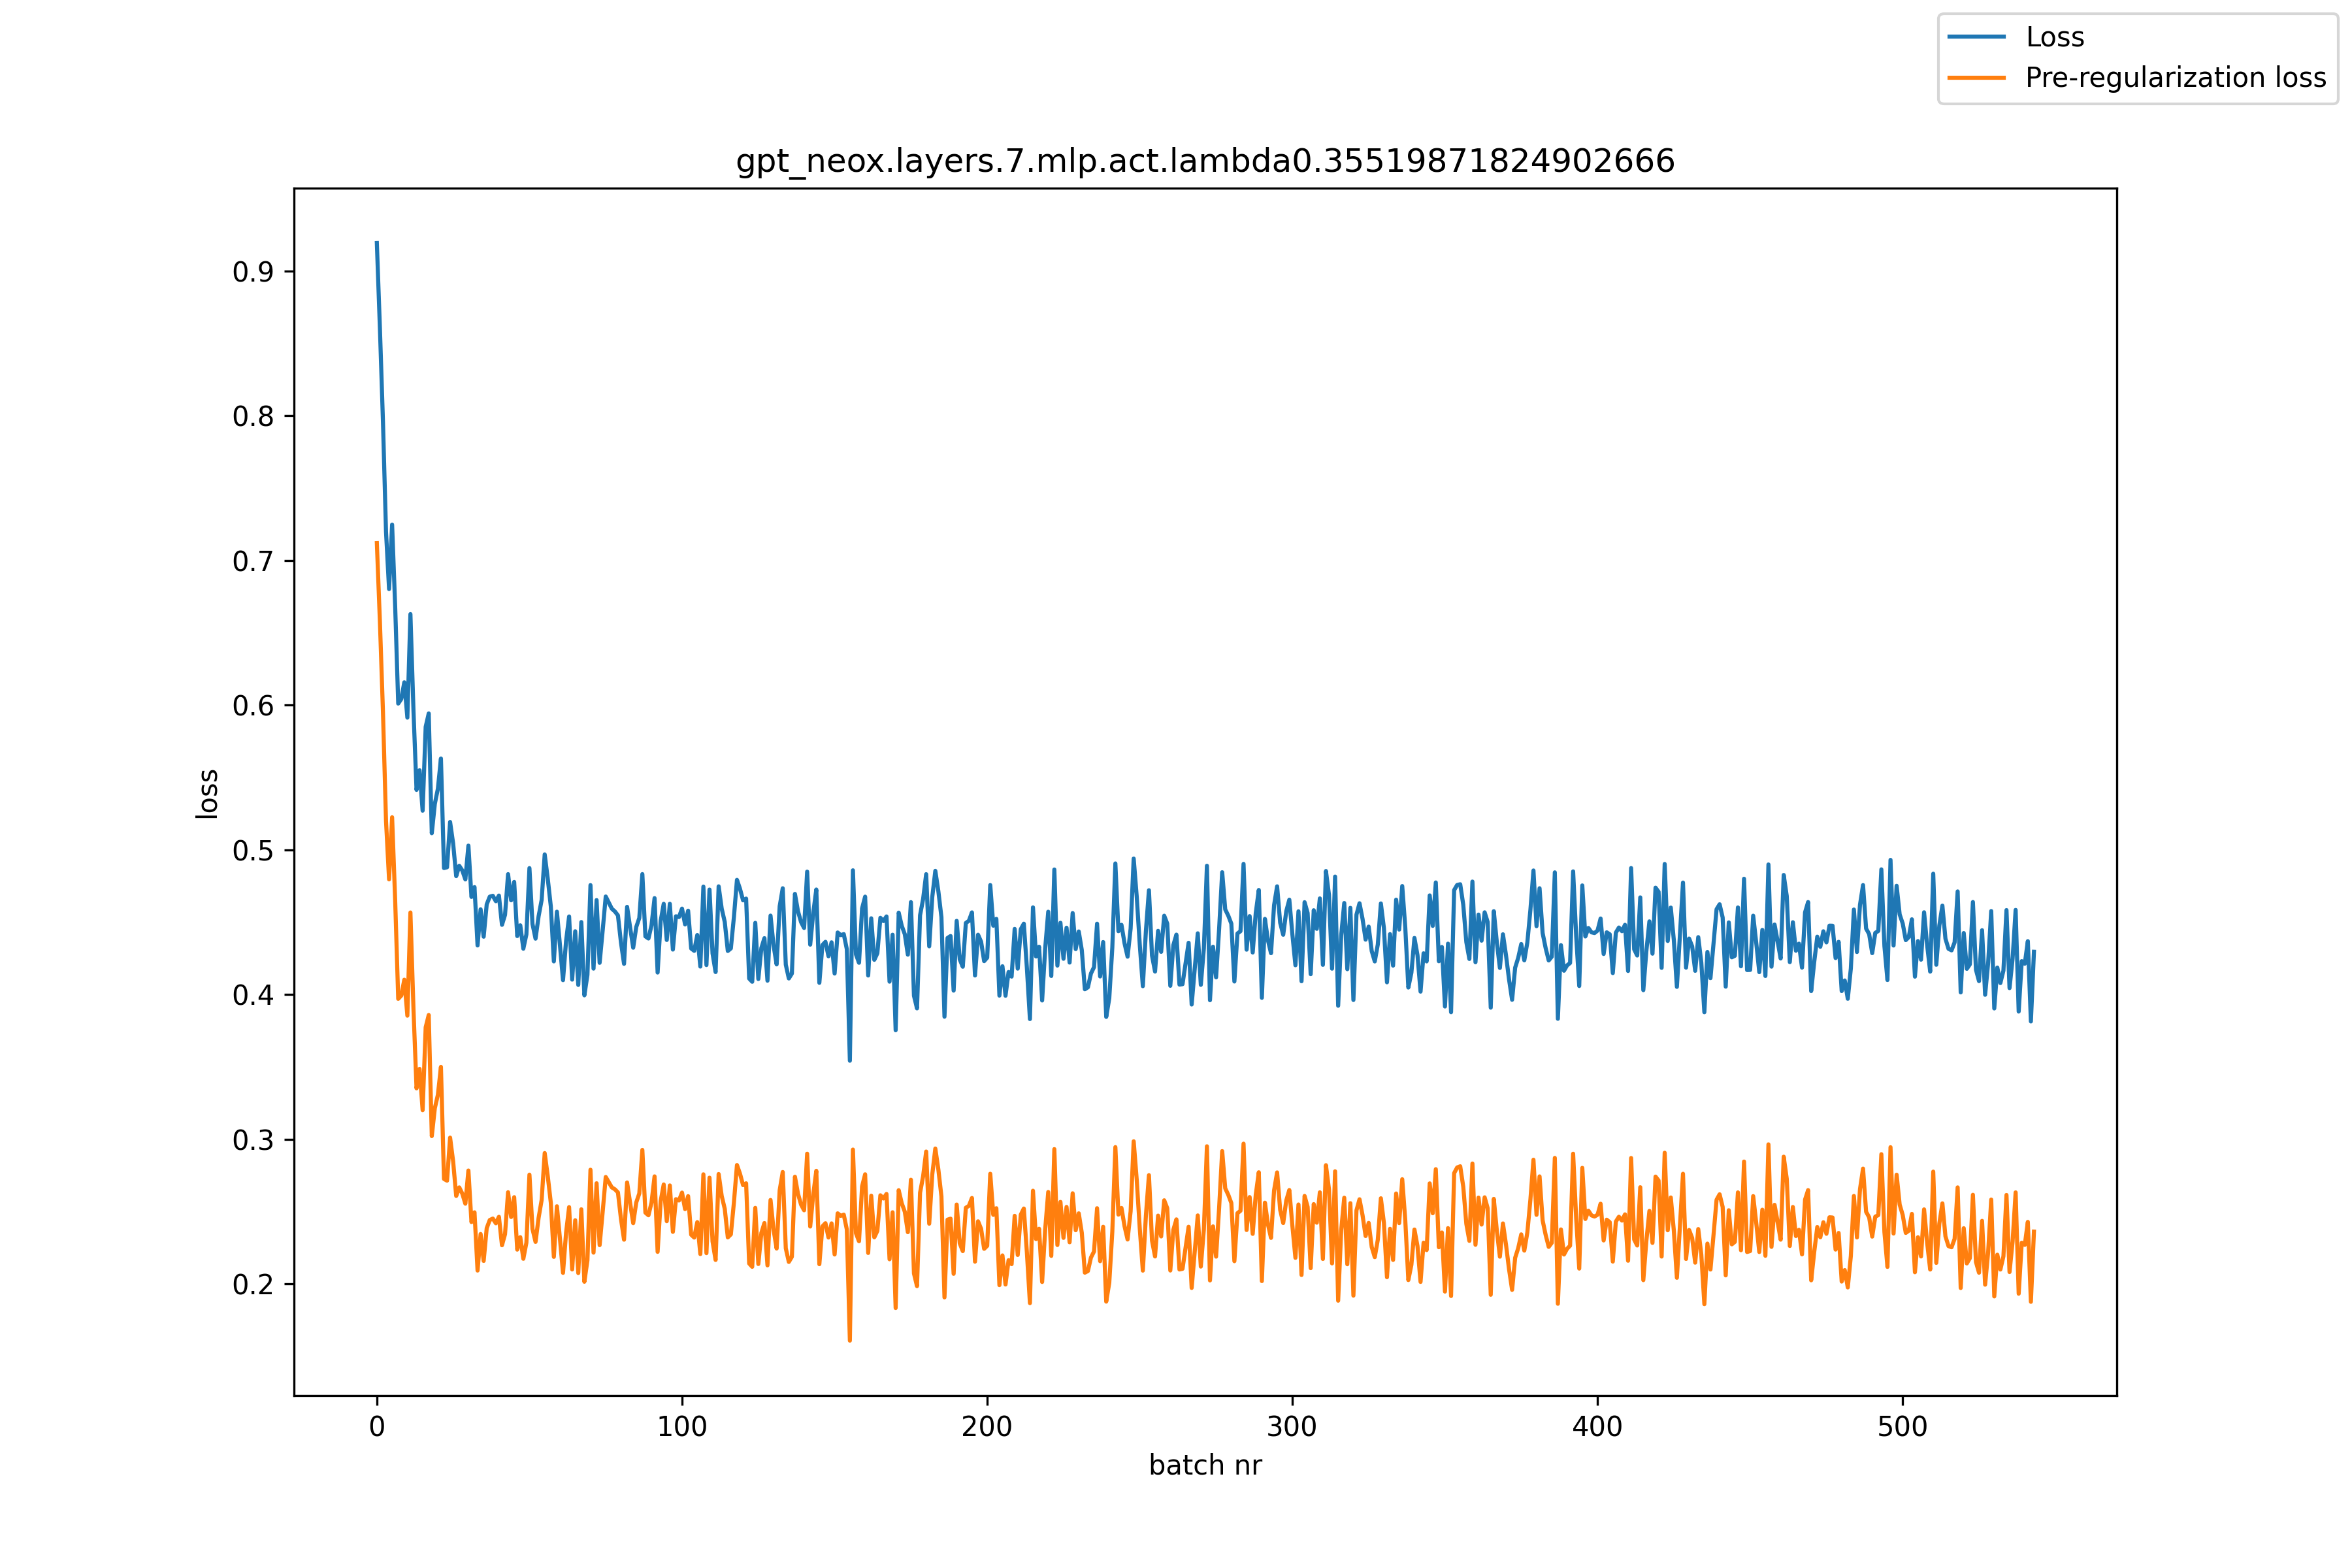 Loss
Pre-regularization loss
gpt_neox.layers.7.mlp.act.lambda0.35519871824902666
0.9
0.8
0.7
0.6
0.5
0.4
0.3
0.2
loss
0 100 200 300 400 500
batch nr